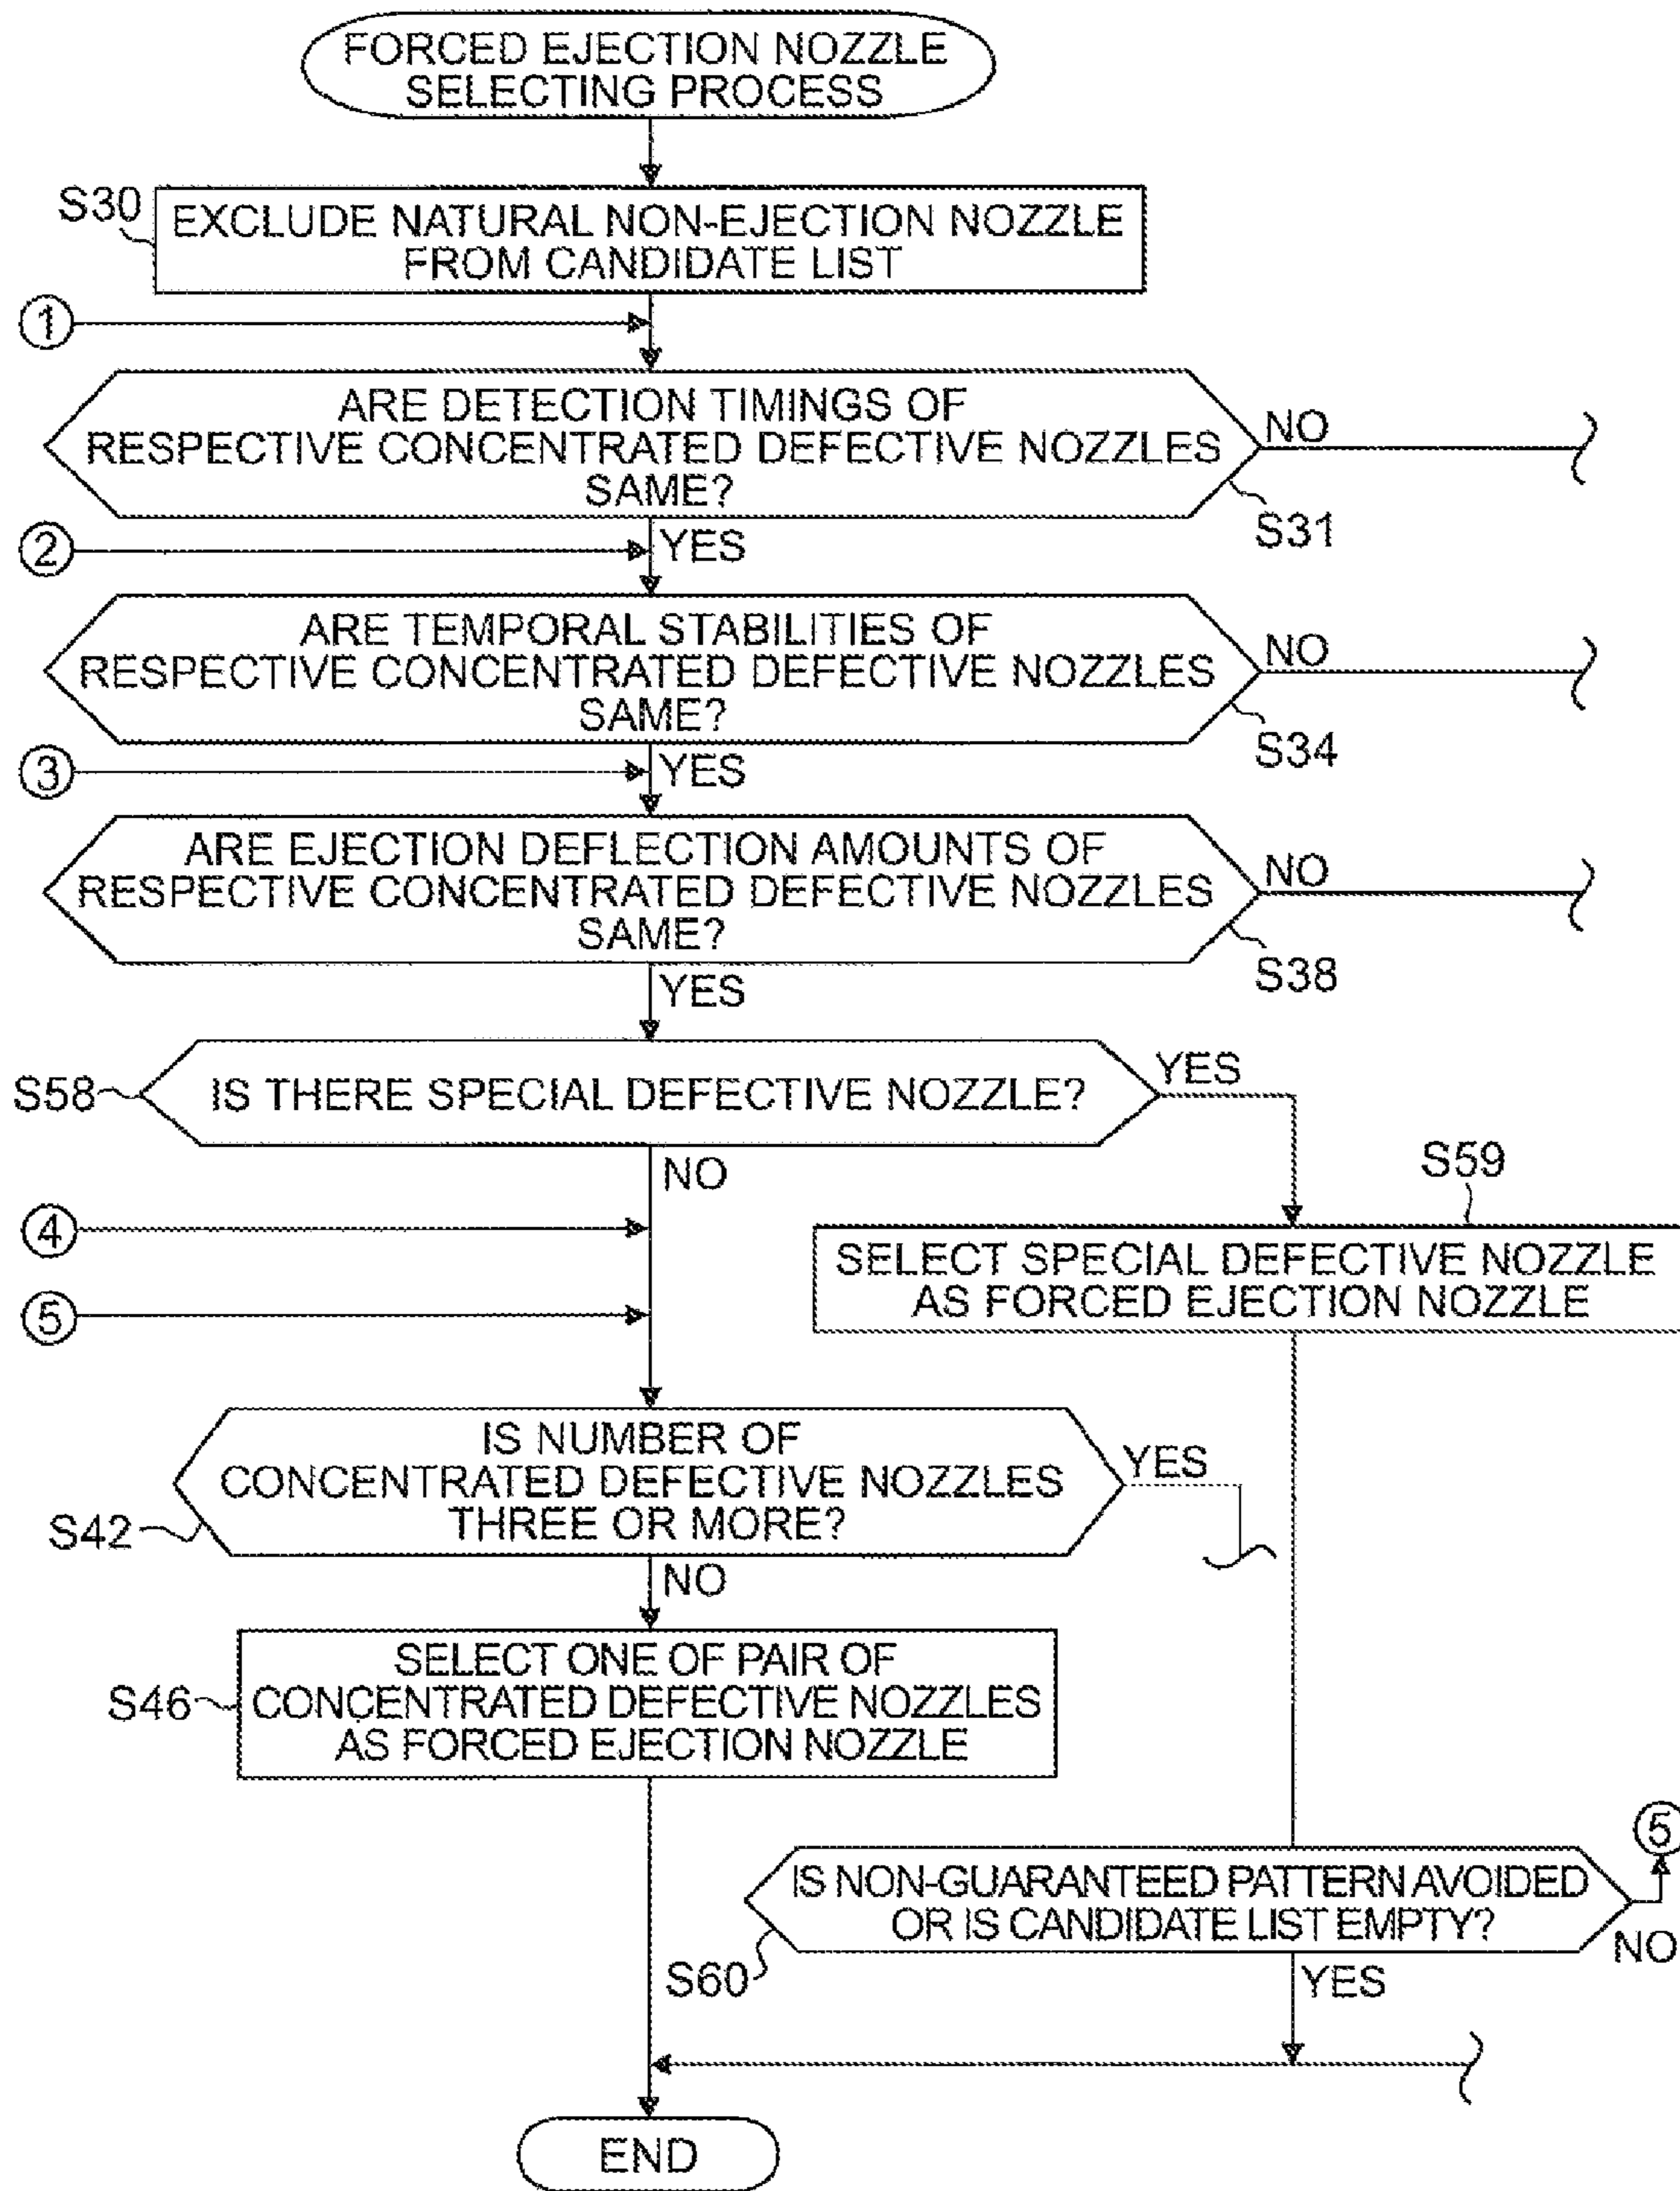 FORCED EJECTION NOZZLE
SELECTING PROCESS
S30
EXCLUDE NATURAL NON-EJECTION NOZZLE
FROM CANDIDATE LIST
①
ARE DETECTION TIMINGS OF
RESPECTIVE CONCENTRATED DEFECTIVE NOZZLES
SAME?
NO
S31
②
YES
ARE TEMPORAL STABILITIES OF
RESPECTIVE CONCENTRATED DEFECTIVE NOZZLES
SAME?
NO
S34
③
YES
ARE EJECTION DEFLECTION AMOUNTS OF
RESPECTIVE CONCENTRATED DEFECTIVE NOZZLES
SAME?
NO
S38
YES
S58
IS THERE SPECIAL DEFECTIVE NOZZLE?
YES
NO
S59
④
SELECT SPECIAL DEFECTIVE NOZZLE
AS FORCED EJECTION NOZZLE
⑤
IS NUMBER OF
CONCENTRATED DEFECTIVE NOZZLES
THREE OR MORE?
YES
S42
NO
SELECT ONE OF PAIR OF
CONCENTRATED DEFECTIVE NOZZLES
AS FORCED EJECTION NOZZLE
S46
⑤
IS NON-GUARANTEED PATTERN AVOIDED
OR IS CANDIDATE LIST EMPTY?
NO
S60
YES
END